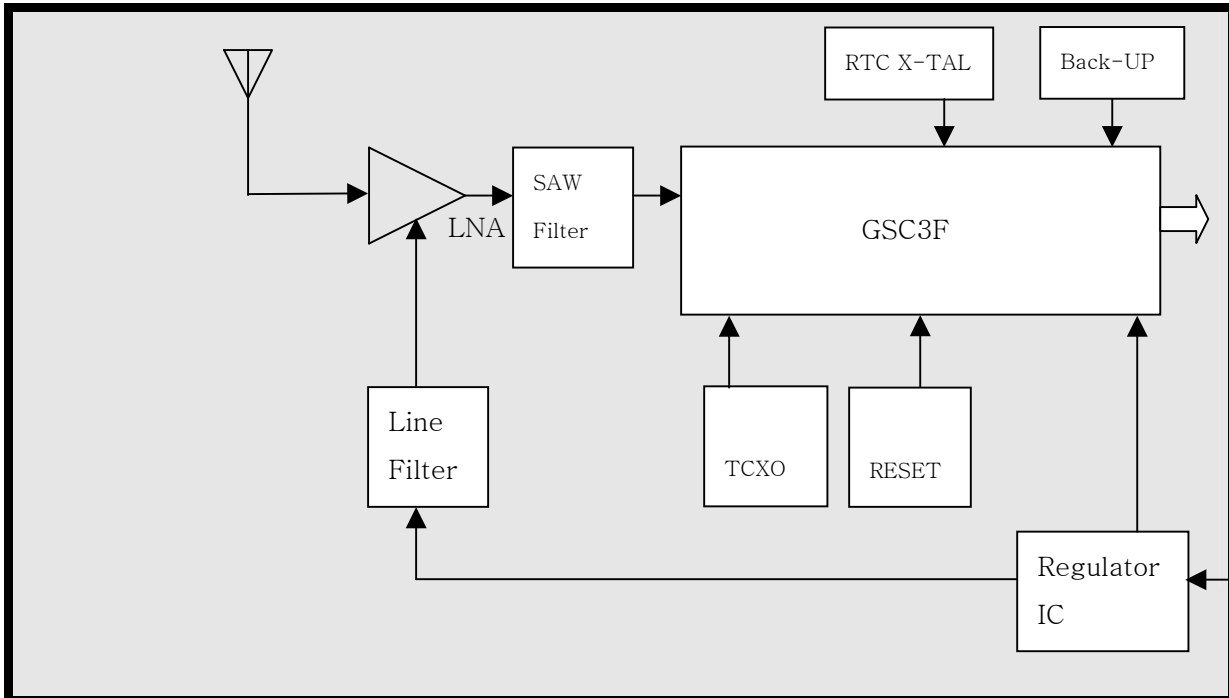 RTC X-TAL
Back-UP
SAW
Filter
LNA
GSC3F
Line
Filter
TCXO
RESET
Regulator
IC